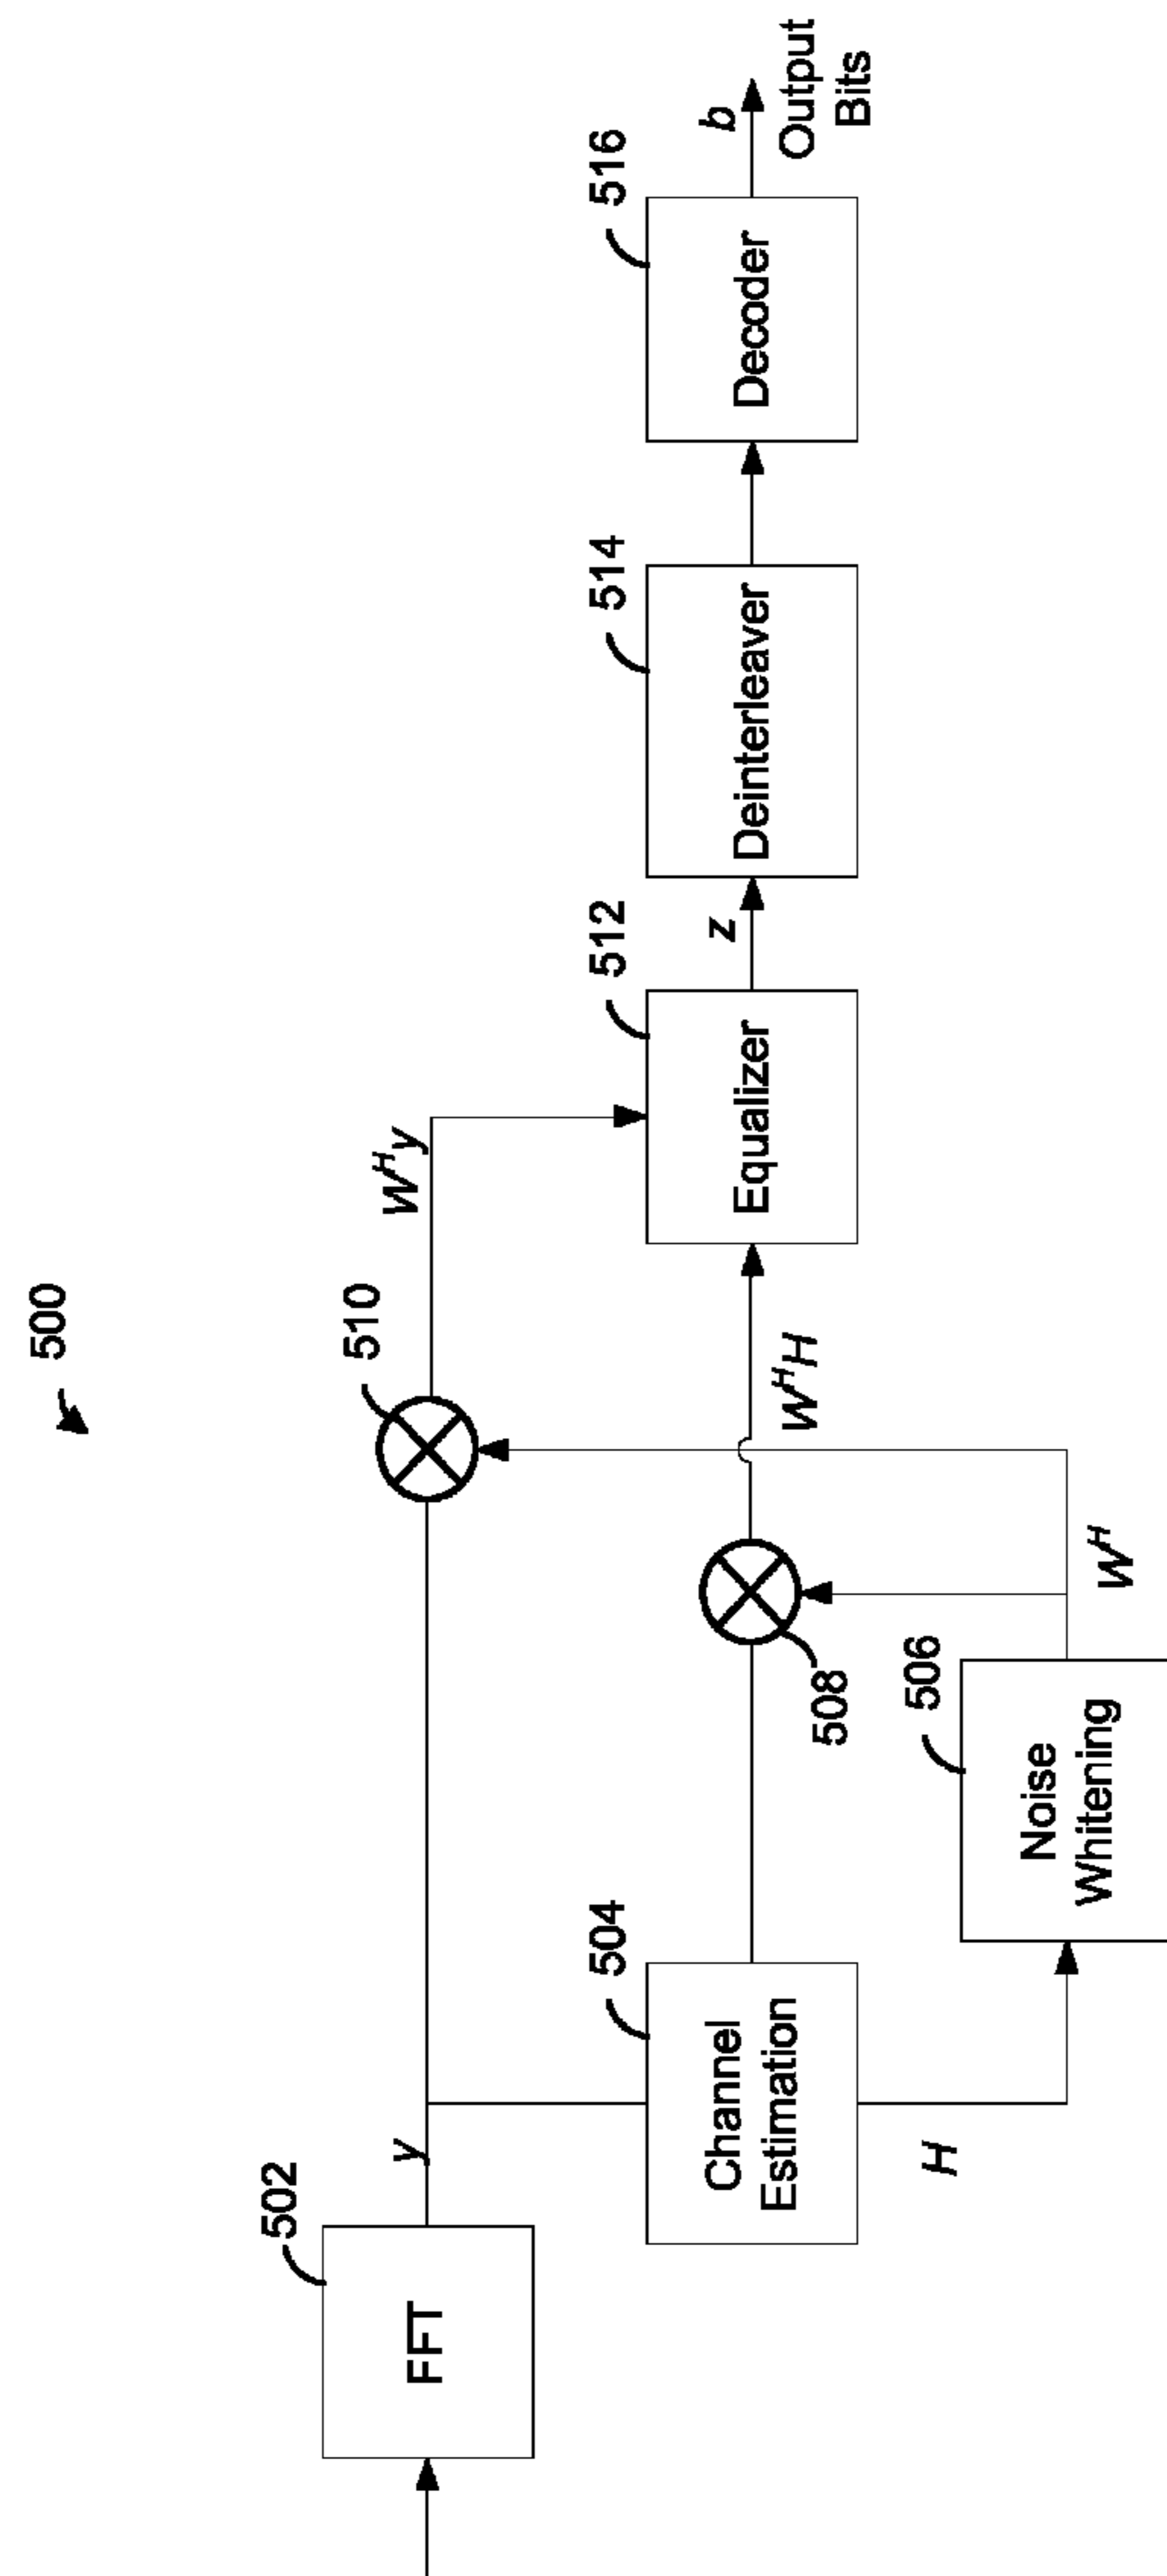 500
502
FFT
y
510
W^H y
504
Channel
Estimation
H
508
W^H H
506
Noise
Whitening
W^H
512
Equalizer
z
514
Deinterleaver
516
Decoder
b
Output
Bits